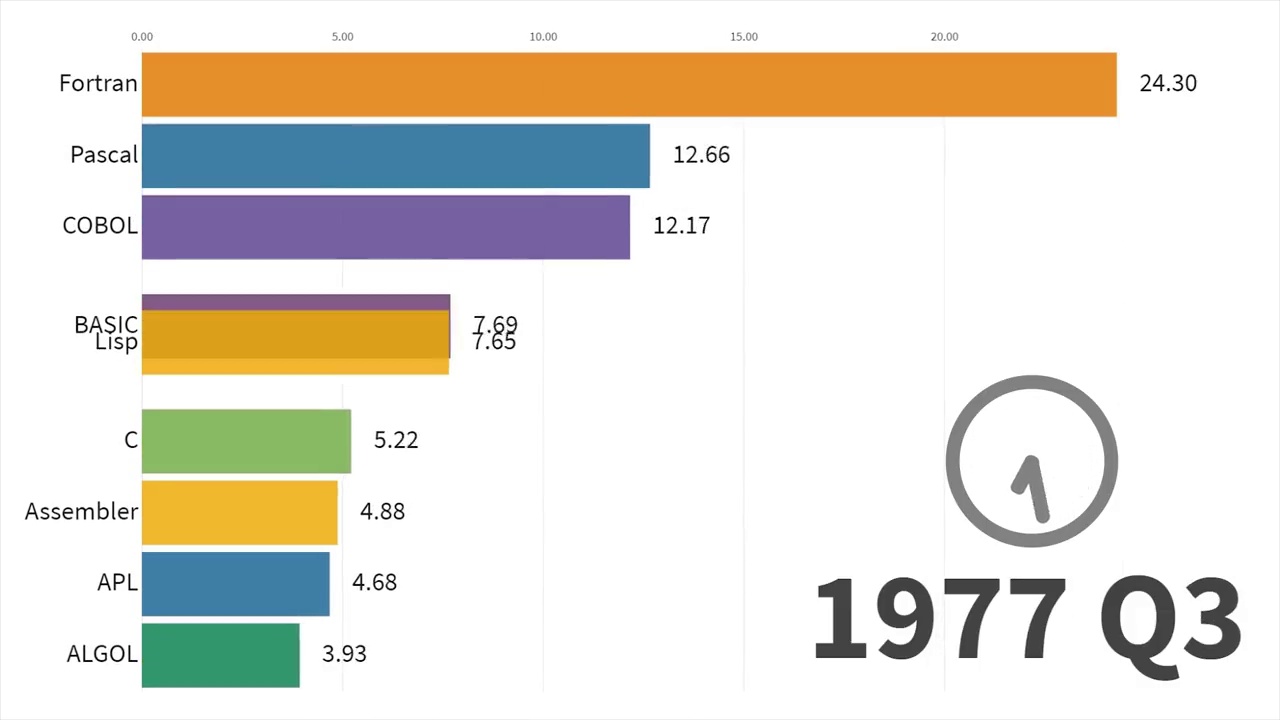 0.00 5.00 10.00 15.00 20.00
Fortran 24.30
Pascal 12.66
COBOL 12.17
BASIC 7.69
Lisp 7.65
C 5.22
Assembler 4.88
APL 4.68
ALGOL 3.93
1977 Q3